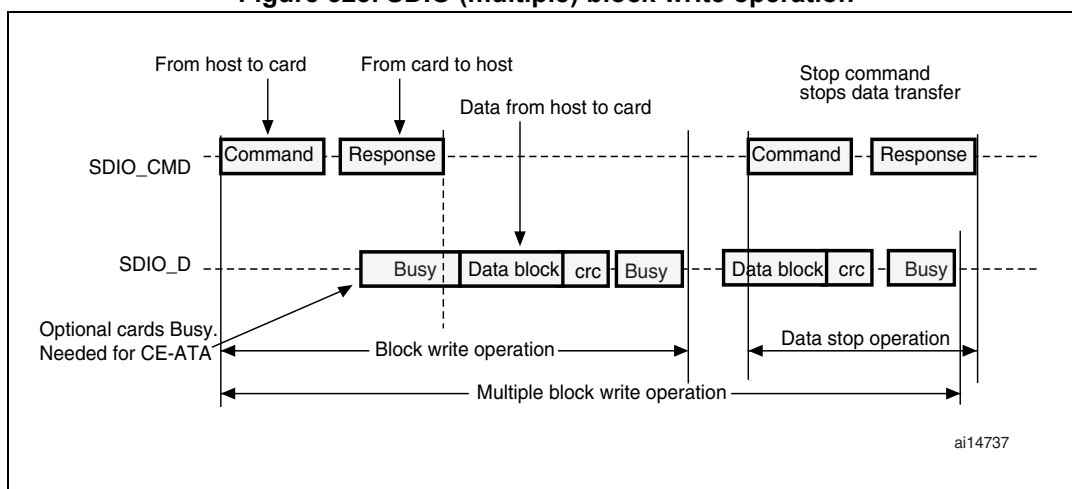 From host to card
From card to host
Data from host to card
Stop command
stops data transfer
SDIO_CMD
Command
Response
Command
Response
SDIO_D
Busy
Data block
crc
Busy
Data block
crc
Busy
Optional cards Busy.
Needed for CE-ATA
Block write operation
Data stop operation
Multiple block write operation
ai14737